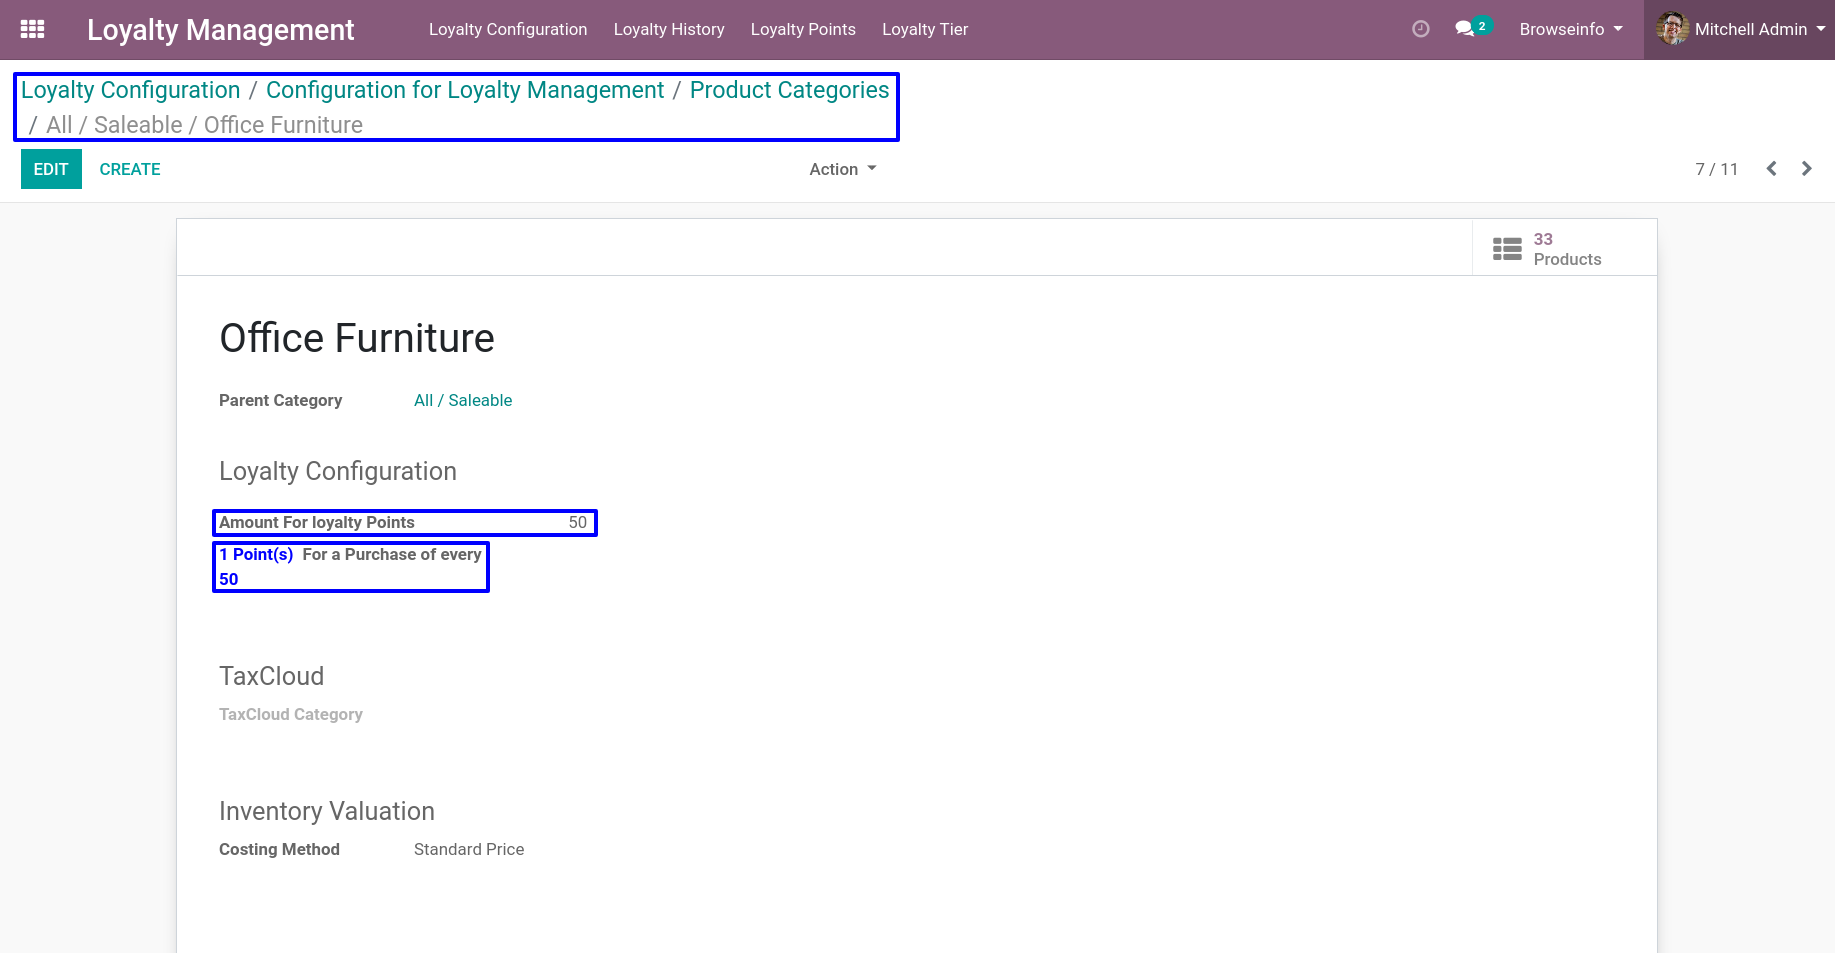 Loyalty Management Loyalty Configuration Loyalty History Loyalty Points Loyalty Tier 2 Browseinfo Mitchell Admin
Loyalty Configuration / Configuration for Loyalty Management / Product Categories
/ All / Saleable / Office Furniture
EDIT CREATE Action 7 / 11
33
Products
Office Furniture
Parent Category All / Saleable
Loyalty Configuration
Amount For loyalty Points 50
1 Point(s) For a Purchase of every
50
TaxCloud
TaxCloud Category
Inventory Valuation
Costing Method Standard Price